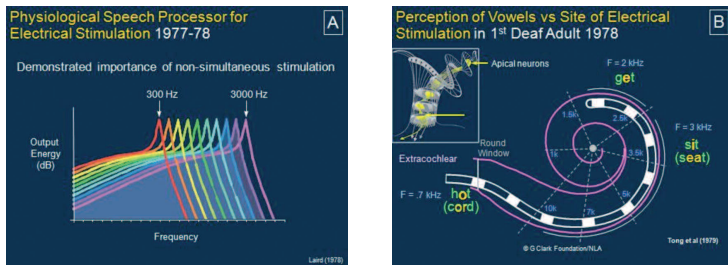 Physiological Speech Processor for
Electrical Stimulation 1977-78
A
Demonstrated importance of non-simultaneous stimulation
300 Hz
3000 Hz
Output
Energy
(dB)
Frequency
Laird (1979)
Perception of Vowels vs Site of Electrical
Stimulation in 1st Deaf Adult 1978
B
Apical neurons
F = 2 kHz
get
1.5k
2.5k
F = 3 kHz
sit
(seat)
Round
Window
Extracochlear
1k
3.5k
F = .7 kHz
hot
(cord)
5k
10k
7k
© G Clark Foundation/NLA
Tong et al (1979)